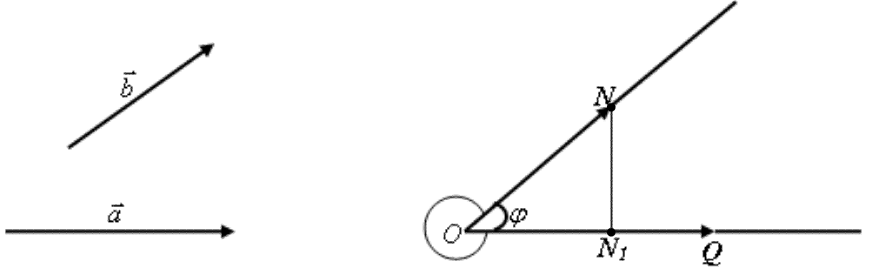 b⃗
a⃗
N
O
φ
N₁
Q